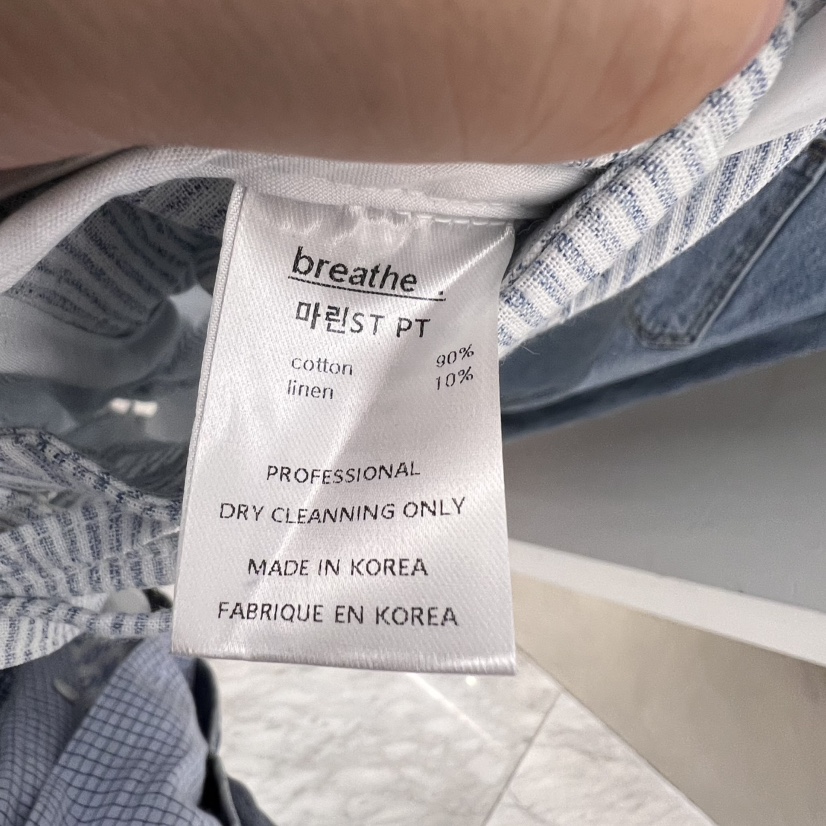 breathe .
마린ST PT
cotton 90%
linen 10%
PROFESSIONAL
DRY CLEANNING ONLY
MADE IN KOREA
FABRIQUE EN KOREA